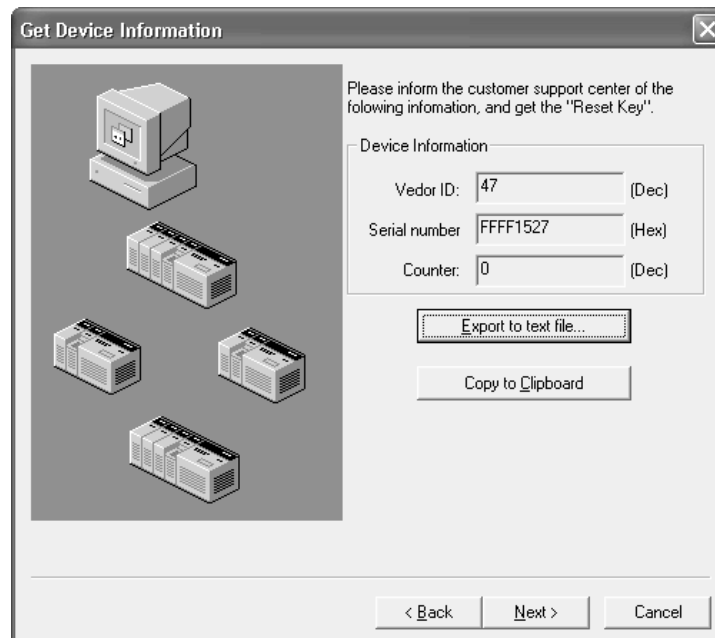 Get Device Information
Please inform the customer support center of the
folowing infomation, and get the "Reset Key".
Device Information
Vedor ID: 47 (Dec)
Serial number FFFF1527 (Hex)
Counter: 0 (Dec)
Export to text file...
Copy to Clipboard
< Back Next > Cancel